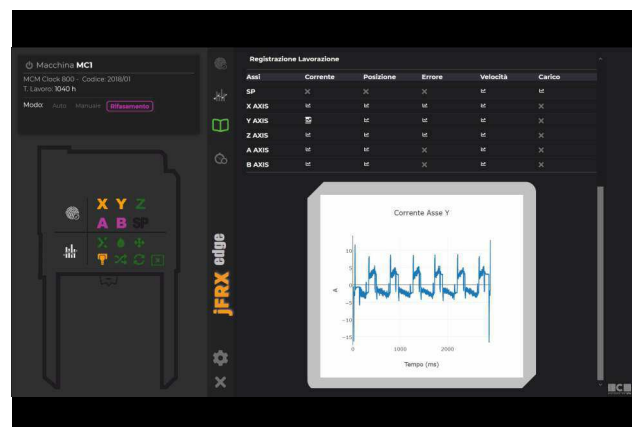 Macchina MC1
MCM Clock 800 - Codice: 2018/01
T. Lavoro: 1040 h
Modo: Auto Manuale Rifasamento
X Y Z
A B SP
jFRX edge
Registrazione Lavorazione
Assi Corrente Posizione Errore Velocità Carico
SP
X AXIS
Y AXIS
Z AXIS
A AXIS
B AXIS
Corrente Asse Y
10
5
0
−5
−10
−15
A
0 1000 2000
Tempo (ms)